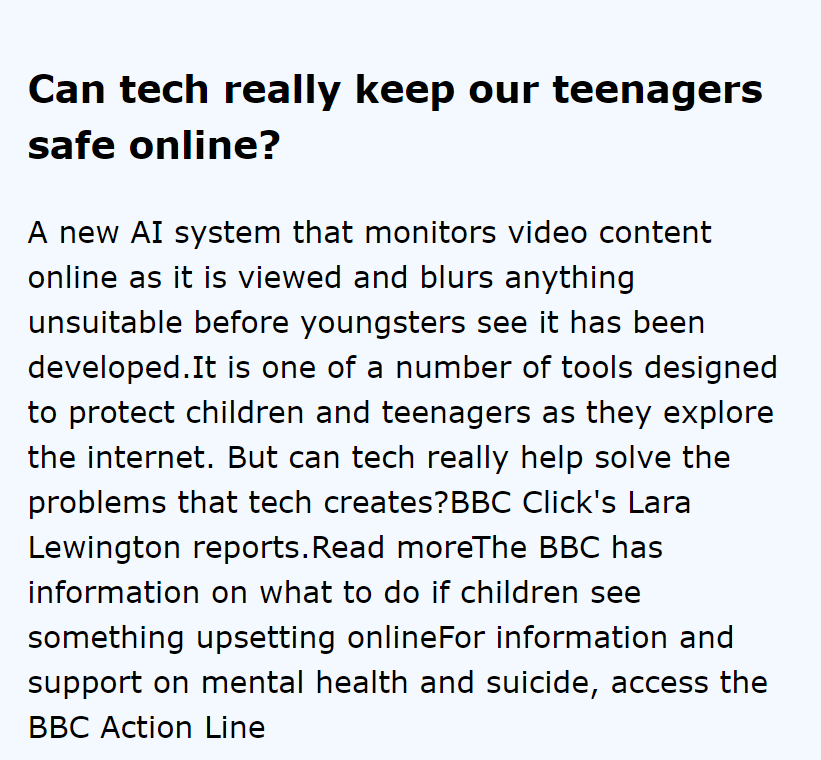 Can tech really keep our teenagers
safe online?
A new AI system that monitors video content
online as it is viewed and blurs anything
unsuitable before youngsters see it has been
developed.It is one of a number of tools designed
to protect children and teenagers as they explore
the internet. But can tech really help solve the
problems that tech creates?BBC Click's Lara
Lewington reports.Read moreThe BBC has
information on what to do if children see
something upsetting onlineFor information and
support on mental health and suicide, access the
BBC Action Line